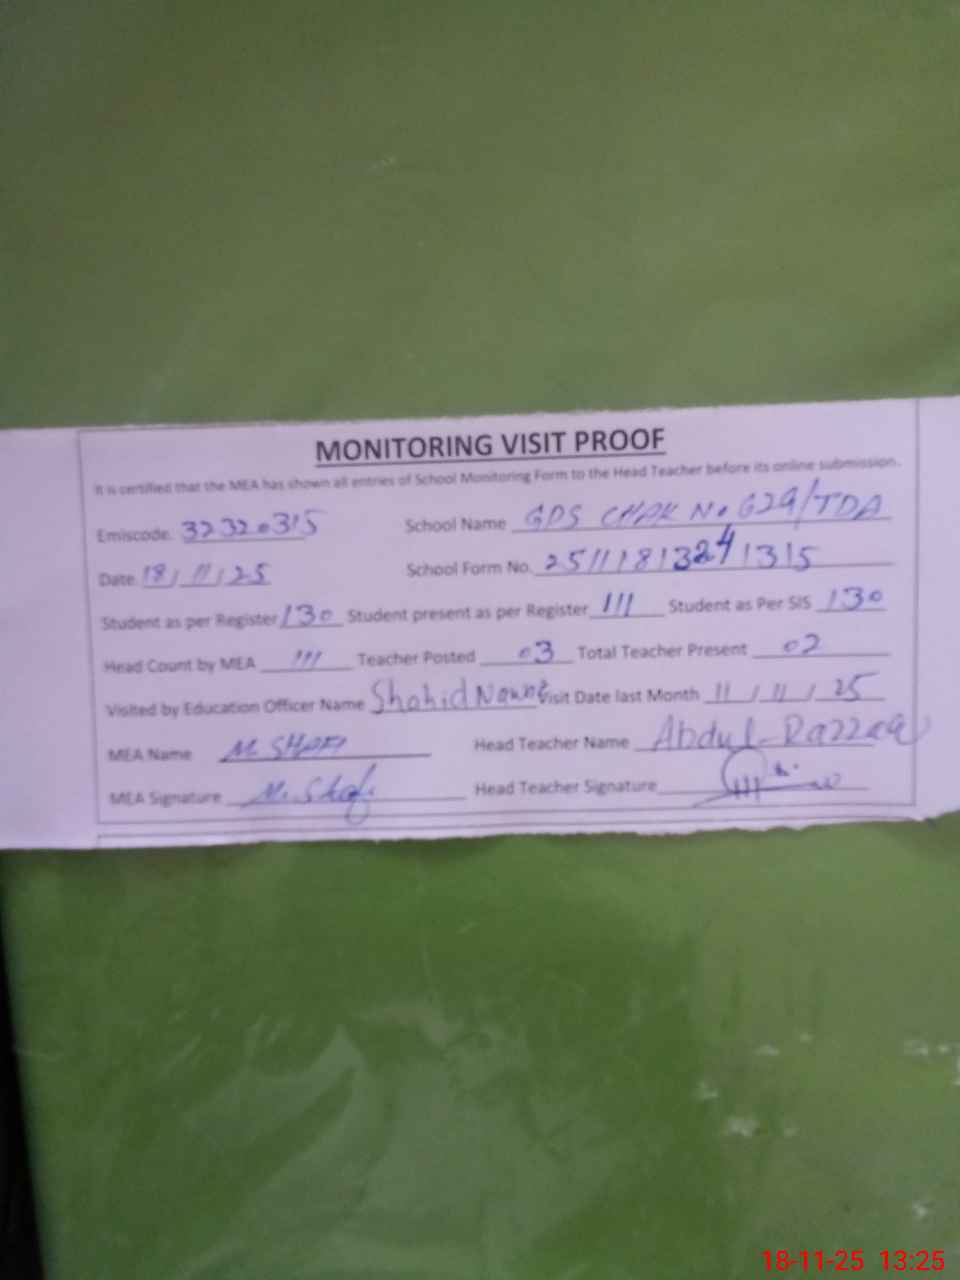 MONITORING VISIT PROOF
It is certified that the MEA has shown all entries of School Monitoring Form to the Head Teacher before its online submission.
Emiscode. 32320315 School Name GPS CHAK No 629/TDA
Date. 18/11/25 School Form No. 25111813241315
Student as per Register 130 Student present as per Register 111 Student as Per SIS 130
Head Count by MEA 111 Teacher Posted 03 Total Teacher Present 02
Visited by Education Officer Name Shahid Visit Date last Month 11/11/25
MEA Name M. SHAFI Head Teacher Name Abdul Razzaq
MEA Signature M. Shafi Head Teacher Signature
18-11-25 13:25